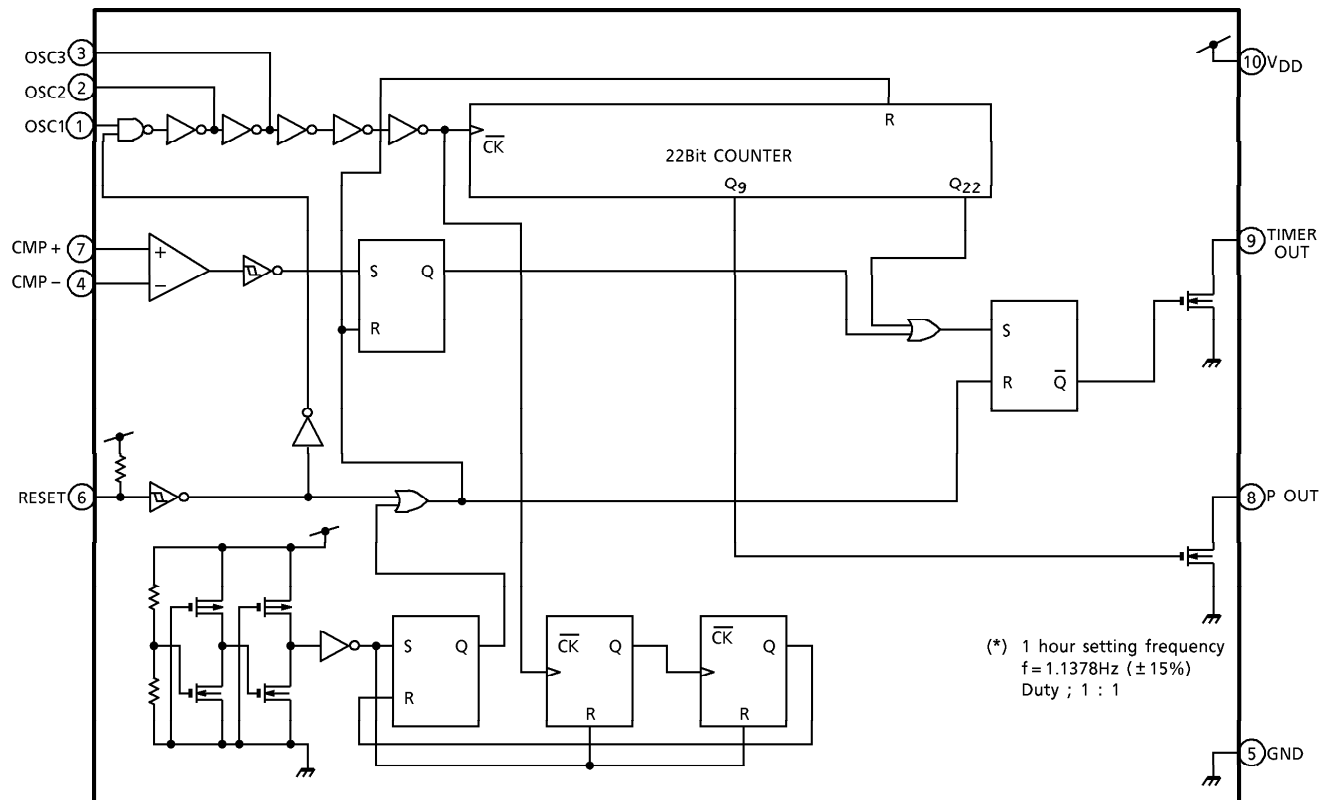 OSC3 3
OSC2 2
OSC1 1
10 VDD
R
CK
22Bit COUNTER
Q9
Q22
CMP+ 7
CMP− 4
+
−
S Q
R
9 TIMER OUT
S
R Q
RESET 6
8 P OUT
S Q
R
CK Q
R
CK Q
R
(*) 1 hour setting frequency
f=1.1378Hz (±15%)
Duty ; 1 : 1
5 GND